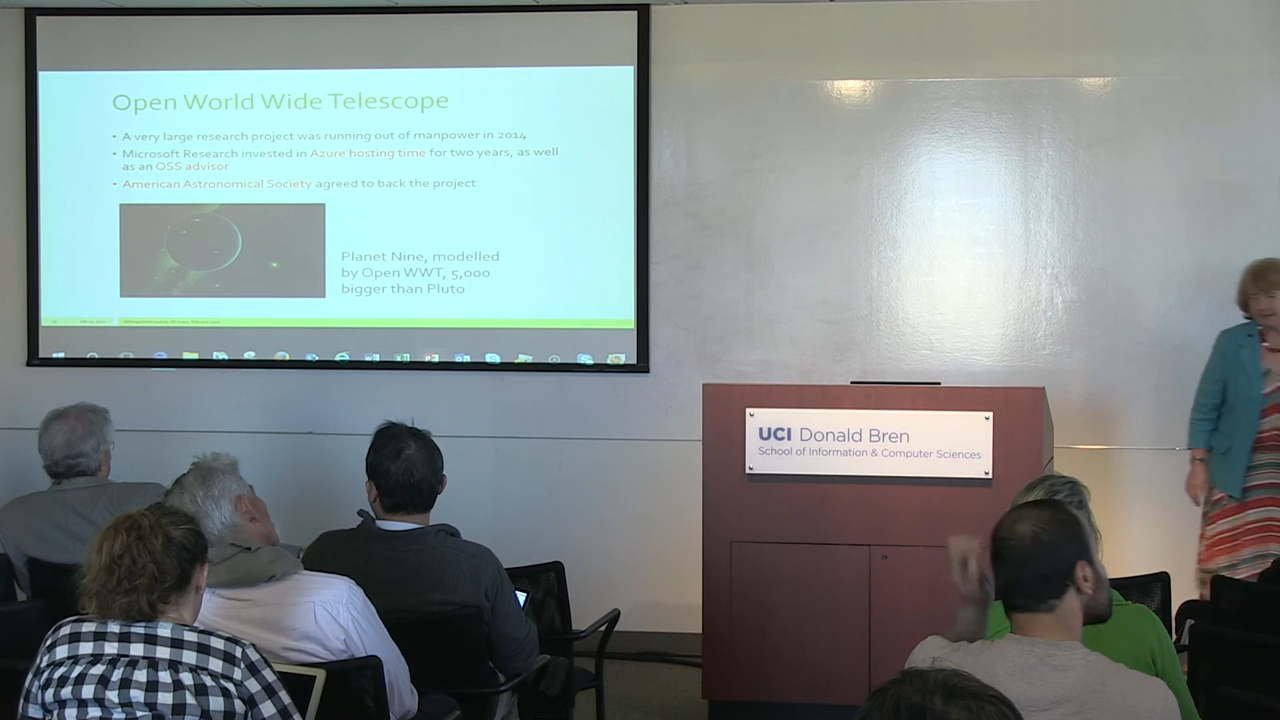 Open World Wide Telescope
• A very large research project was running out of manpower in 2014
• Microsoft Research invested in Azure hosting time for two years, as well
as an OSS advisor
• American Astronomical Society agreed to back the project
Planet Nine, modelled
by Open WWT, 5,000
bigger than Pluto
UCI Donald Bren
School of Information & Computer Sciences